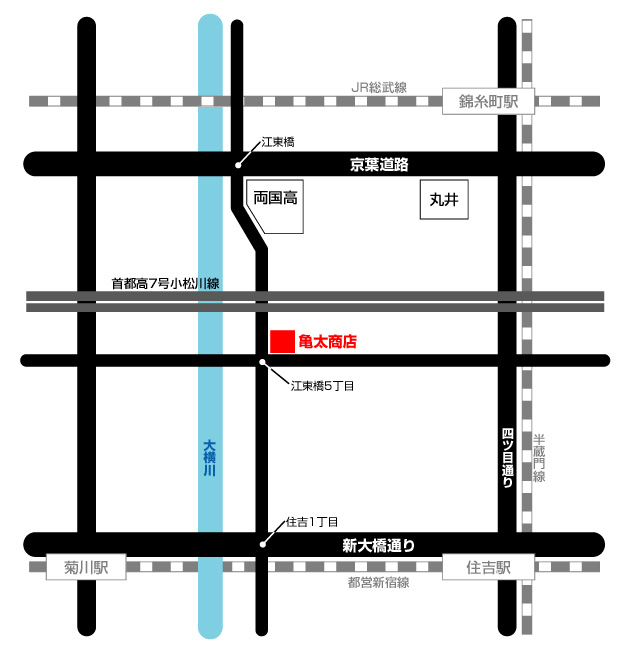 JR総武線
錦糸町駅
江東橋
京葉道路
両国高
丸井
首都高7号小松川線
亀太商店
江東橋5丁目
四ツ目通り
半蔵門線
大横川
住吉1丁目
新大橋通り
菊川駅
住吉駅
都営新宿線